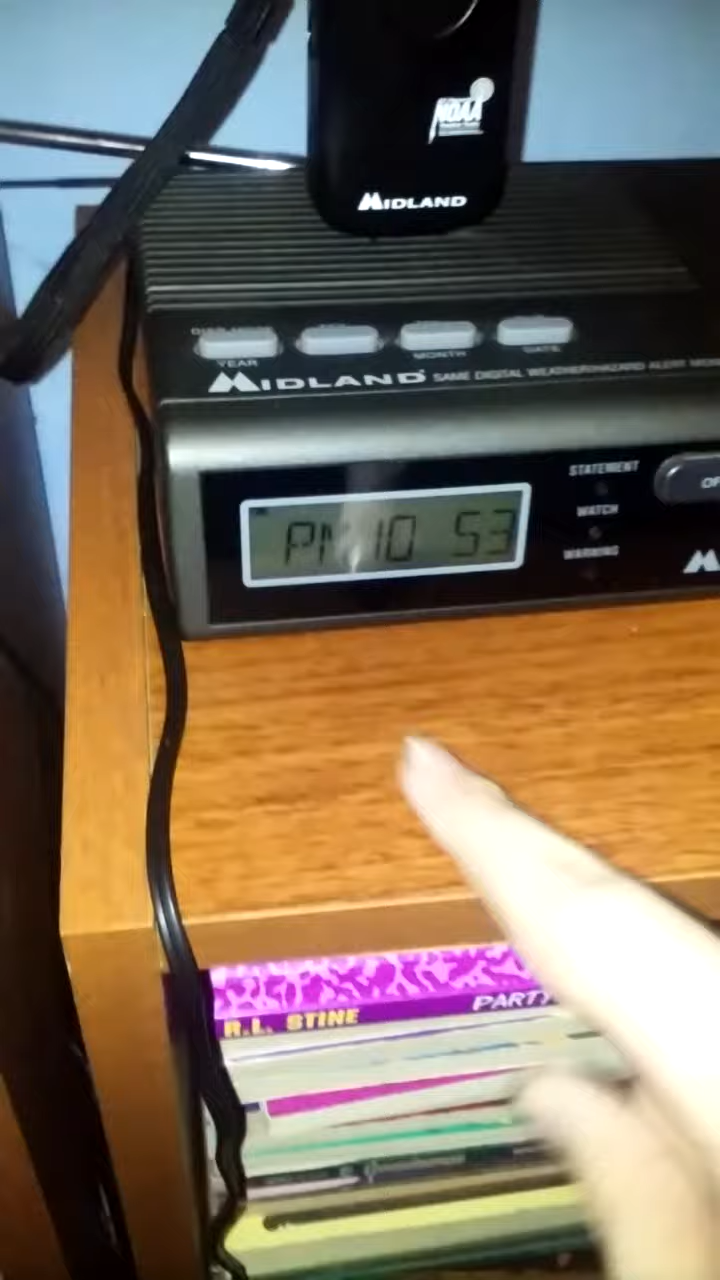 NOAA
MIDLAND
YEAR
MONTH
DATE
MIDLAND SAME DIGITAL WEATHER/HAZARD ALERT
STATEMENT
PM 10 53
WATCH
WARNING
R.L. STINE PARTY